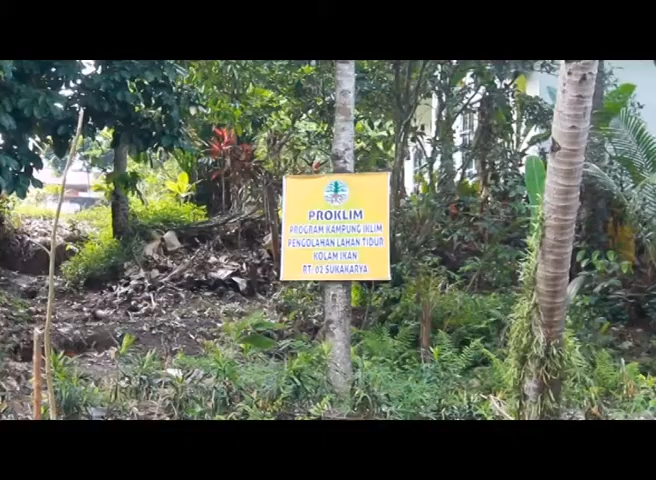 PROKLIM
PROGRAM KAMPUNG IKLIM
PENGOLAHAN LAHAN TIDUR
KOLAM IKAN
RT. 02 SUKAKARYA